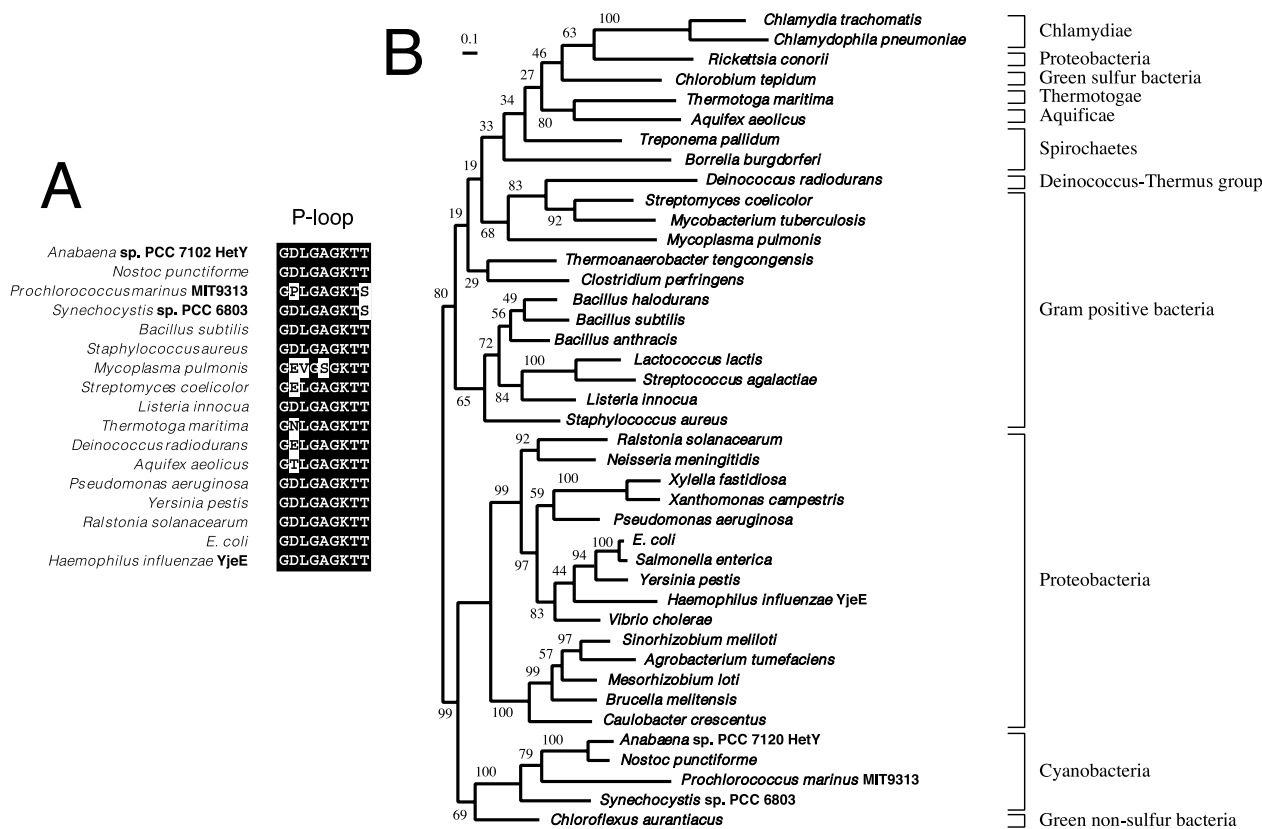 A
P-loop
Anabaena sp. PCC 7102 HetY GDLGAGKTT
Nostoc punctiforme GDLGAGKTT
Prochlorococcus marinus MIT9313 GPLGAGKTS
Synechocystis sp. PCC 6803 GDLGAGKTS
Bacillus subtilis GDLGAGKTT
Staphylococcus aureus GDLGAGKTT
Mycoplasma pulmonis GEVGSGKTT
Streptomyces coelicolor GELGAGKTT
Listeria innocua GDLGAGKTT
Thermotoga maritima GNLGAGKTT
Deinococcus radiodurans GELGAGKTT
Aquifex aeolicus GTLGAGKTT
Pseudomonas aeruginosa GDLGAGKTT
Yersinia pestis GDLGAGKTT
Ralstonia solanacearum GDLGAGKTT
E. coli GDLGAGKTT
Haemophilus influenzae YjeE GDLGAGKTT
B
0.1
100
63
46
27
34
80
33
19
83
92
68
19
29
80
49
56
72
100
84
65
92
99
59
100
97
100
94
44
83
97
57
99
100
99
100
79
100
69
Chlamydia trachomatis
Chlamydophila pneumoniae
Rickettsia conorii
Chlorobium tepidum
Thermotoga maritima
Aquifex aeolicus
Treponema pallidum
Borrelia burgdorferi
Deinococcus radiodurans
Streptomyces coelicolor
Mycobacterium tuberculosis
Mycoplasma pulmonis
Thermoanaerobacter tengcongensis
Clostridium perfringens
Bacillus halodurans
Bacillus subtilis
Bacillus anthracis
Lactococcus lactis
Streptococcus agalactiae
Listeria innocua
Staphylococcus aureus
Ralstonia solanacearum
Neisseria meningitidis
Xylella fastidiosa
Xanthomonas campestris
Pseudomonas aeruginosa
E. coli
Salmonella enterica
Yersinia pestis
Haemophilus influenzae YjeE
Vibrio cholerae
Sinorhizobium meliloti
Agrobacterium tumefaciens
Mesorhizobium loti
Brucella melitensis
Caulobacter crescentus
Anabaena sp. PCC 7120 HetY
Nostoc punctiforme
Prochlorococcus marinus MIT9313
Synechocystis sp. PCC 6803
Chloroflexus aurantiacus
Chlamydiae
Proteobacteria
Green sulfur bacteria
Thermotogae
Aquificae
Spirochaetes
Deinococcus-Thermus group
Gram positive bacteria
Proteobacteria
Cyanobacteria
Green non-sulfur bacteria